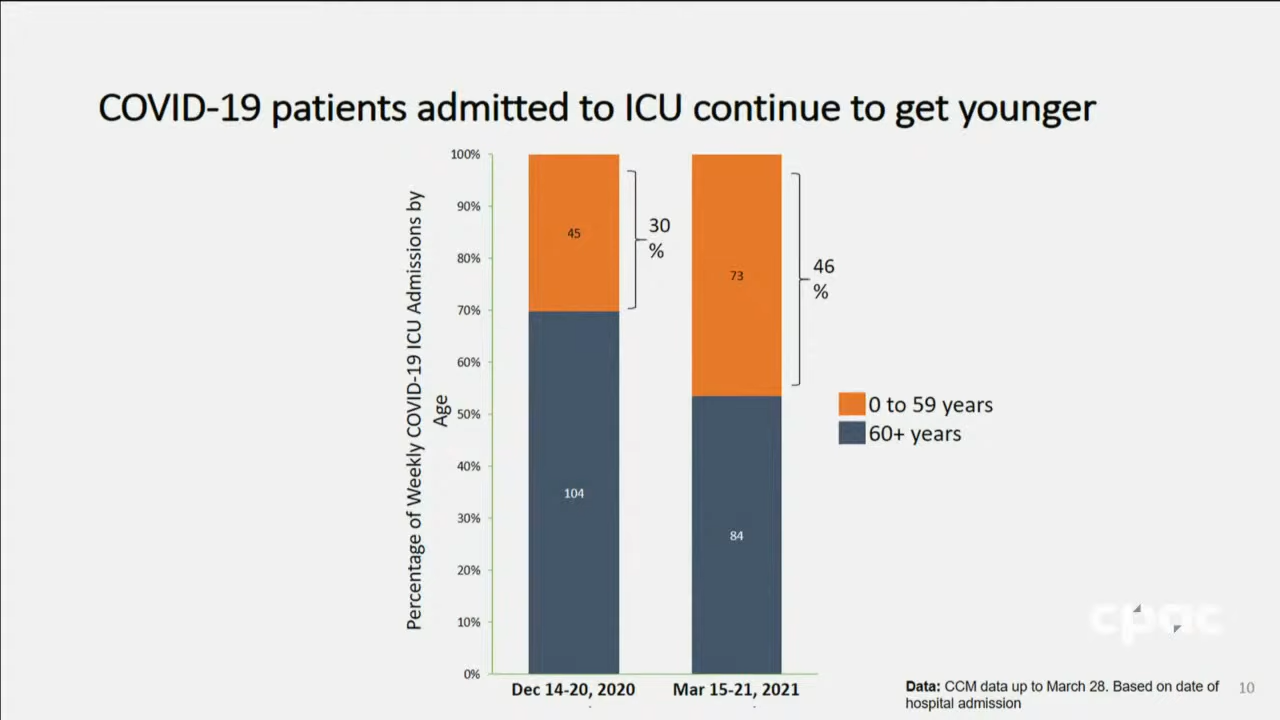 COVID-19 patients admitted to ICU continue to get younger
Percentage of Weekly COVID-19 ICU Admissions by
Age
100%
90%
80%
70%
60%
50%
40%
30%
20%
10%
0%
45
104
30
%
73
84
46
%
0 to 59 years
60+ years
Dec 14-20, 2020
Mar 15-21, 2021
cpac
Data: CCM data up to March 28. Based on date of
hospital admission
10